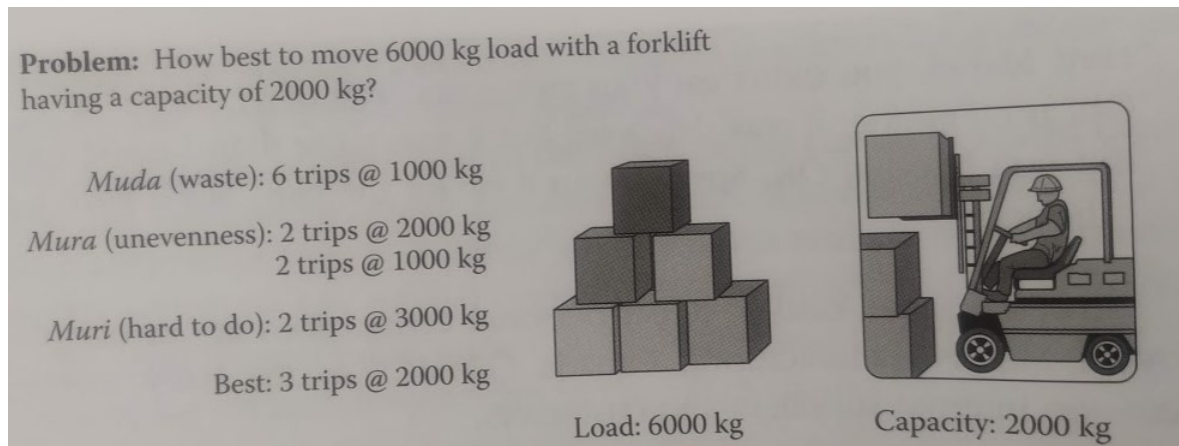 Problem: How best to move 6000 kg load with a forklift
having a capacity of 2000 kg?
Muda (waste): 6 trips @ 1000 kg
Mura (unevenness): 2 trips @ 2000 kg
2 trips @ 1000 kg
Muri (hard to do): 2 trips @ 3000 kg
Best: 3 trips @ 2000 kg
Load: 6000 kg
Capacity: 2000 kg